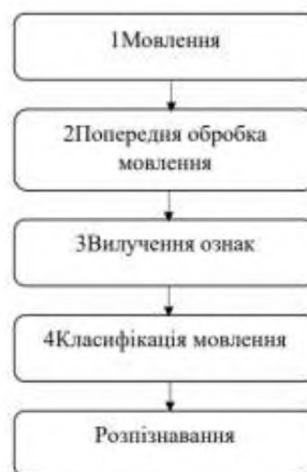 1Мовлення
2Попередня обробка
мовлення
3Вилучення ознак
4Класифікація мовлення
Розпізнавання